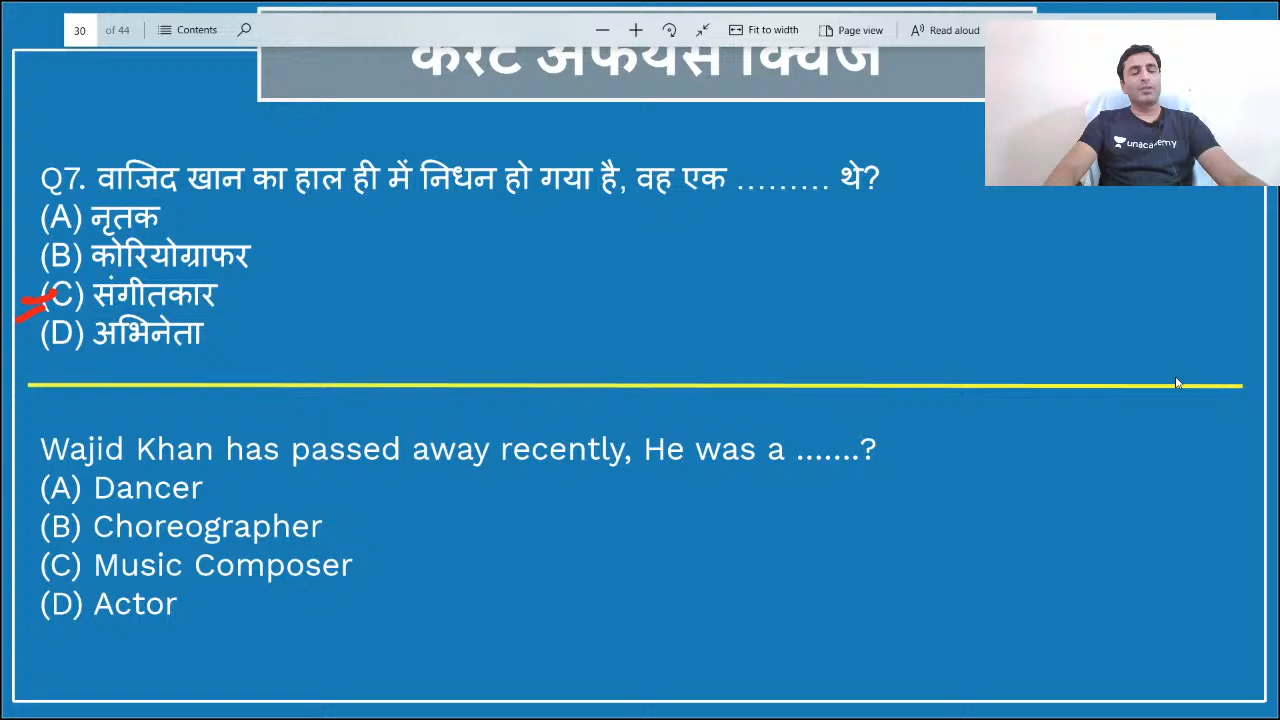 30 of 44 Contents Fit to width Page view Read aloud
करंट अफेयर्स क्विज
unacademy
Q7. वाजिद खान का हाल ही में निधन हो गया है, वह एक ......... थे?
(A) नृतक
(B) कोरियोग्राफर
(C) संगीतकार
(D) अभिनेता
Wajid Khan has passed away recently, He was a .......?
(A) Dancer
(B) Choreographer
(C) Music Composer
(D) Actor